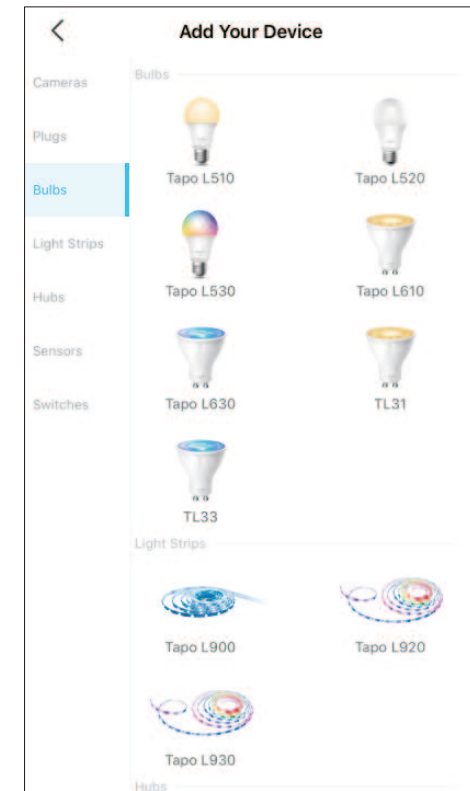 Add Your Device
Cameras
Plugs
Bulbs
Light Strips
Hubs
Sensors
Switches
Bulbs
Tapo L510
Tapo L520
Tapo L530
Tapo L610
Tapo L630
TL31
TL33
Light Strips
Tapo L900
Tapo L920
Tapo L930
Hubs